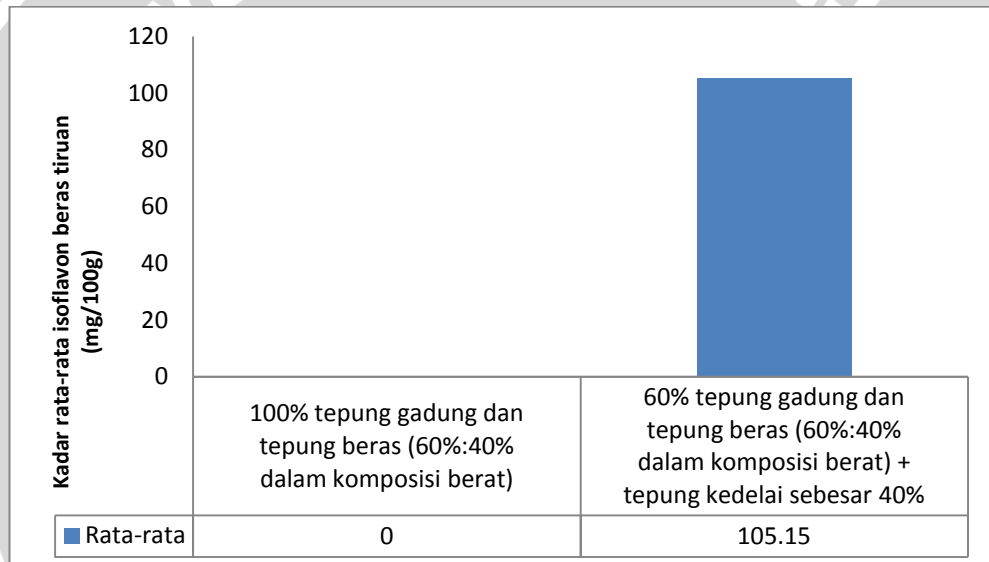 Kadar rata-rata isoflavon beras tiruan
(mg/100g)
120
100
80
60
40
20
0
100% tepung gadung dan
tepung beras (60%:40%
dalam komposisi berat)
60% tepung gadung dan
tepung beras (60%:40%
dalam komposisi berat) +
tepung kedelai sebesar 40%
Rata-rata 0 105.15